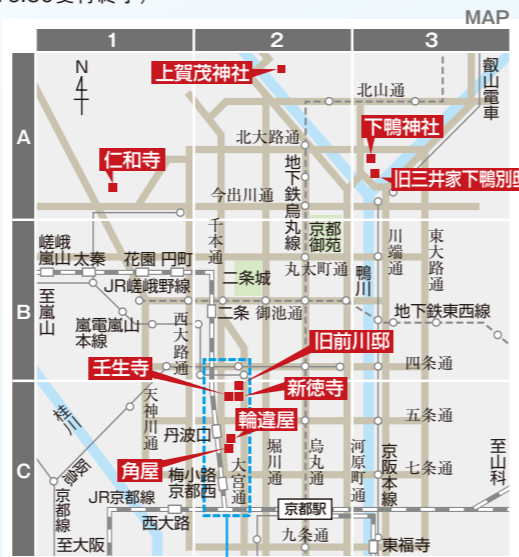 MAP
1
2
3
A
B
C
N
上賀茂神社
北山通
叡山電車
北大路通
下鴨神社
仁和寺
旧三井家下鴨別邸
地下鉄烏丸線
今出川通
千本通
京都
御苑
嵯峨
嵐山
太秦
花園
円町
丸太町通
鴨川
川端通
東大路通
JR嵯峨野線
二条城
至嵐山
二条
御池通
地下鉄東西線
嵐電嵐山
本線
西大路通
旧前川邸
四条通
壬生寺
新徳寺
天神川通
輪違屋
五条通
桂川
丹波口
角屋
大宮通
堀川通
烏丸通
河原町通
京阪本線
七条通
至山科
阪急
京都線
梅小路
京都西
JR京都線
京都駅
西大路
九条通
至大阪
東福寺